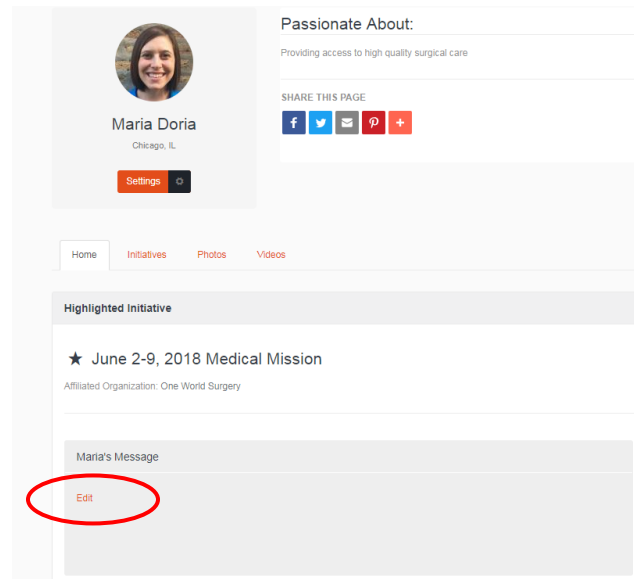 Passionate About:
Providing access to high quality surgical care
SHARE THIS PAGE
Maria Doria
Chicago, IL
Settings
Home Initiatives Photos Videos
Highlighted Initiative
★ June 2-9, 2018 Medical Mission
Affiliated Organization: One World Surgery
Maria's Message
Edit